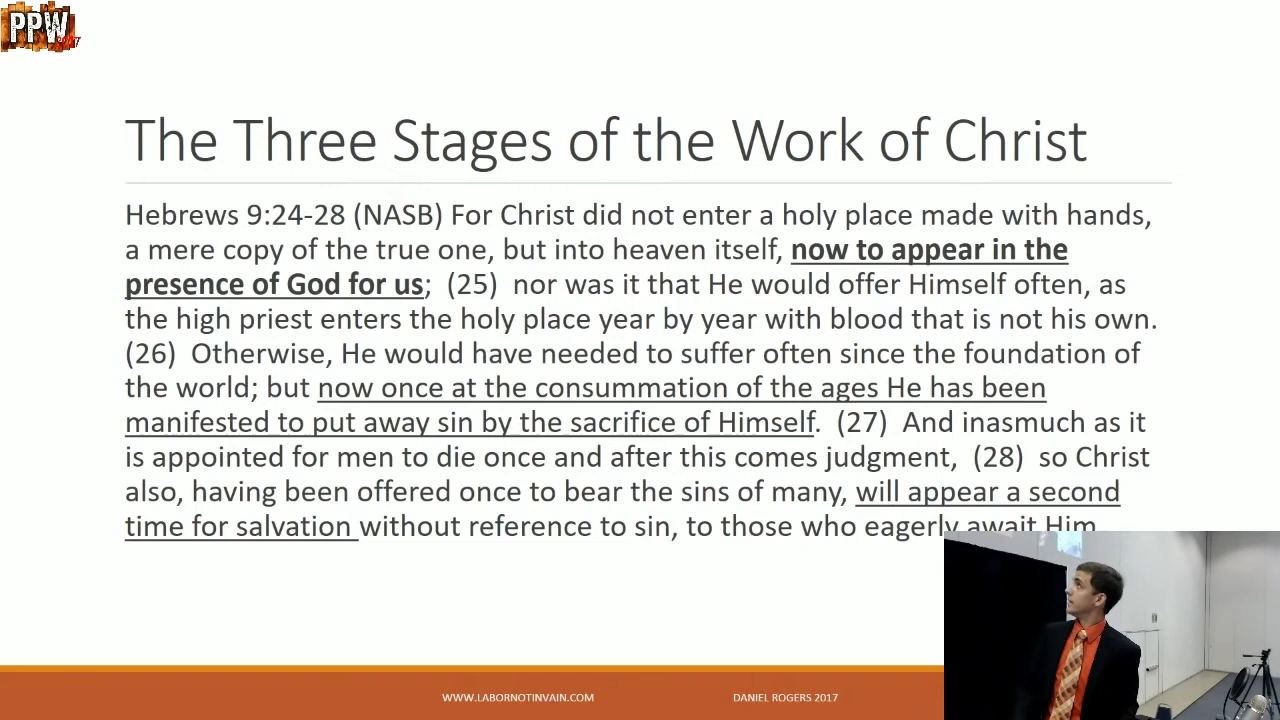 PPW
2017
The Three Stages of the Work of Christ
Hebrews 9:24-28 (NASB) For Christ did not enter a holy place made with hands,
a mere copy of the true one, but into heaven itself, now to appear in the
presence of God for us;  (25)  nor was it that He would offer Himself often, as
the high priest enters the holy place year by year with blood that is not his own.
(26)  Otherwise, He would have needed to suffer often since the foundation of
the world; but now once at the consummation of the ages He has been
manifested to put away sin by the sacrifice of Himself.  (27)  And inasmuch as it
is appointed for men to die once and after this comes judgment,  (28)  so Christ
also, having been offered once to bear the sins of many, will appear a second
time for salvation without reference to sin, to those who eagerly await Him
WWW.LABORNOTINVAIN.COM DANIEL ROGERS 2017